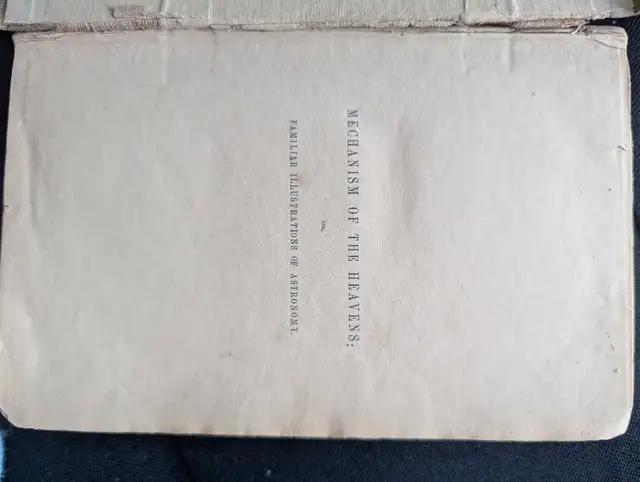 MECHANISM OF THE HEAVENS;
OR,
FAMILIAR ILLUSTRATIONS OF ASTRONOMY.